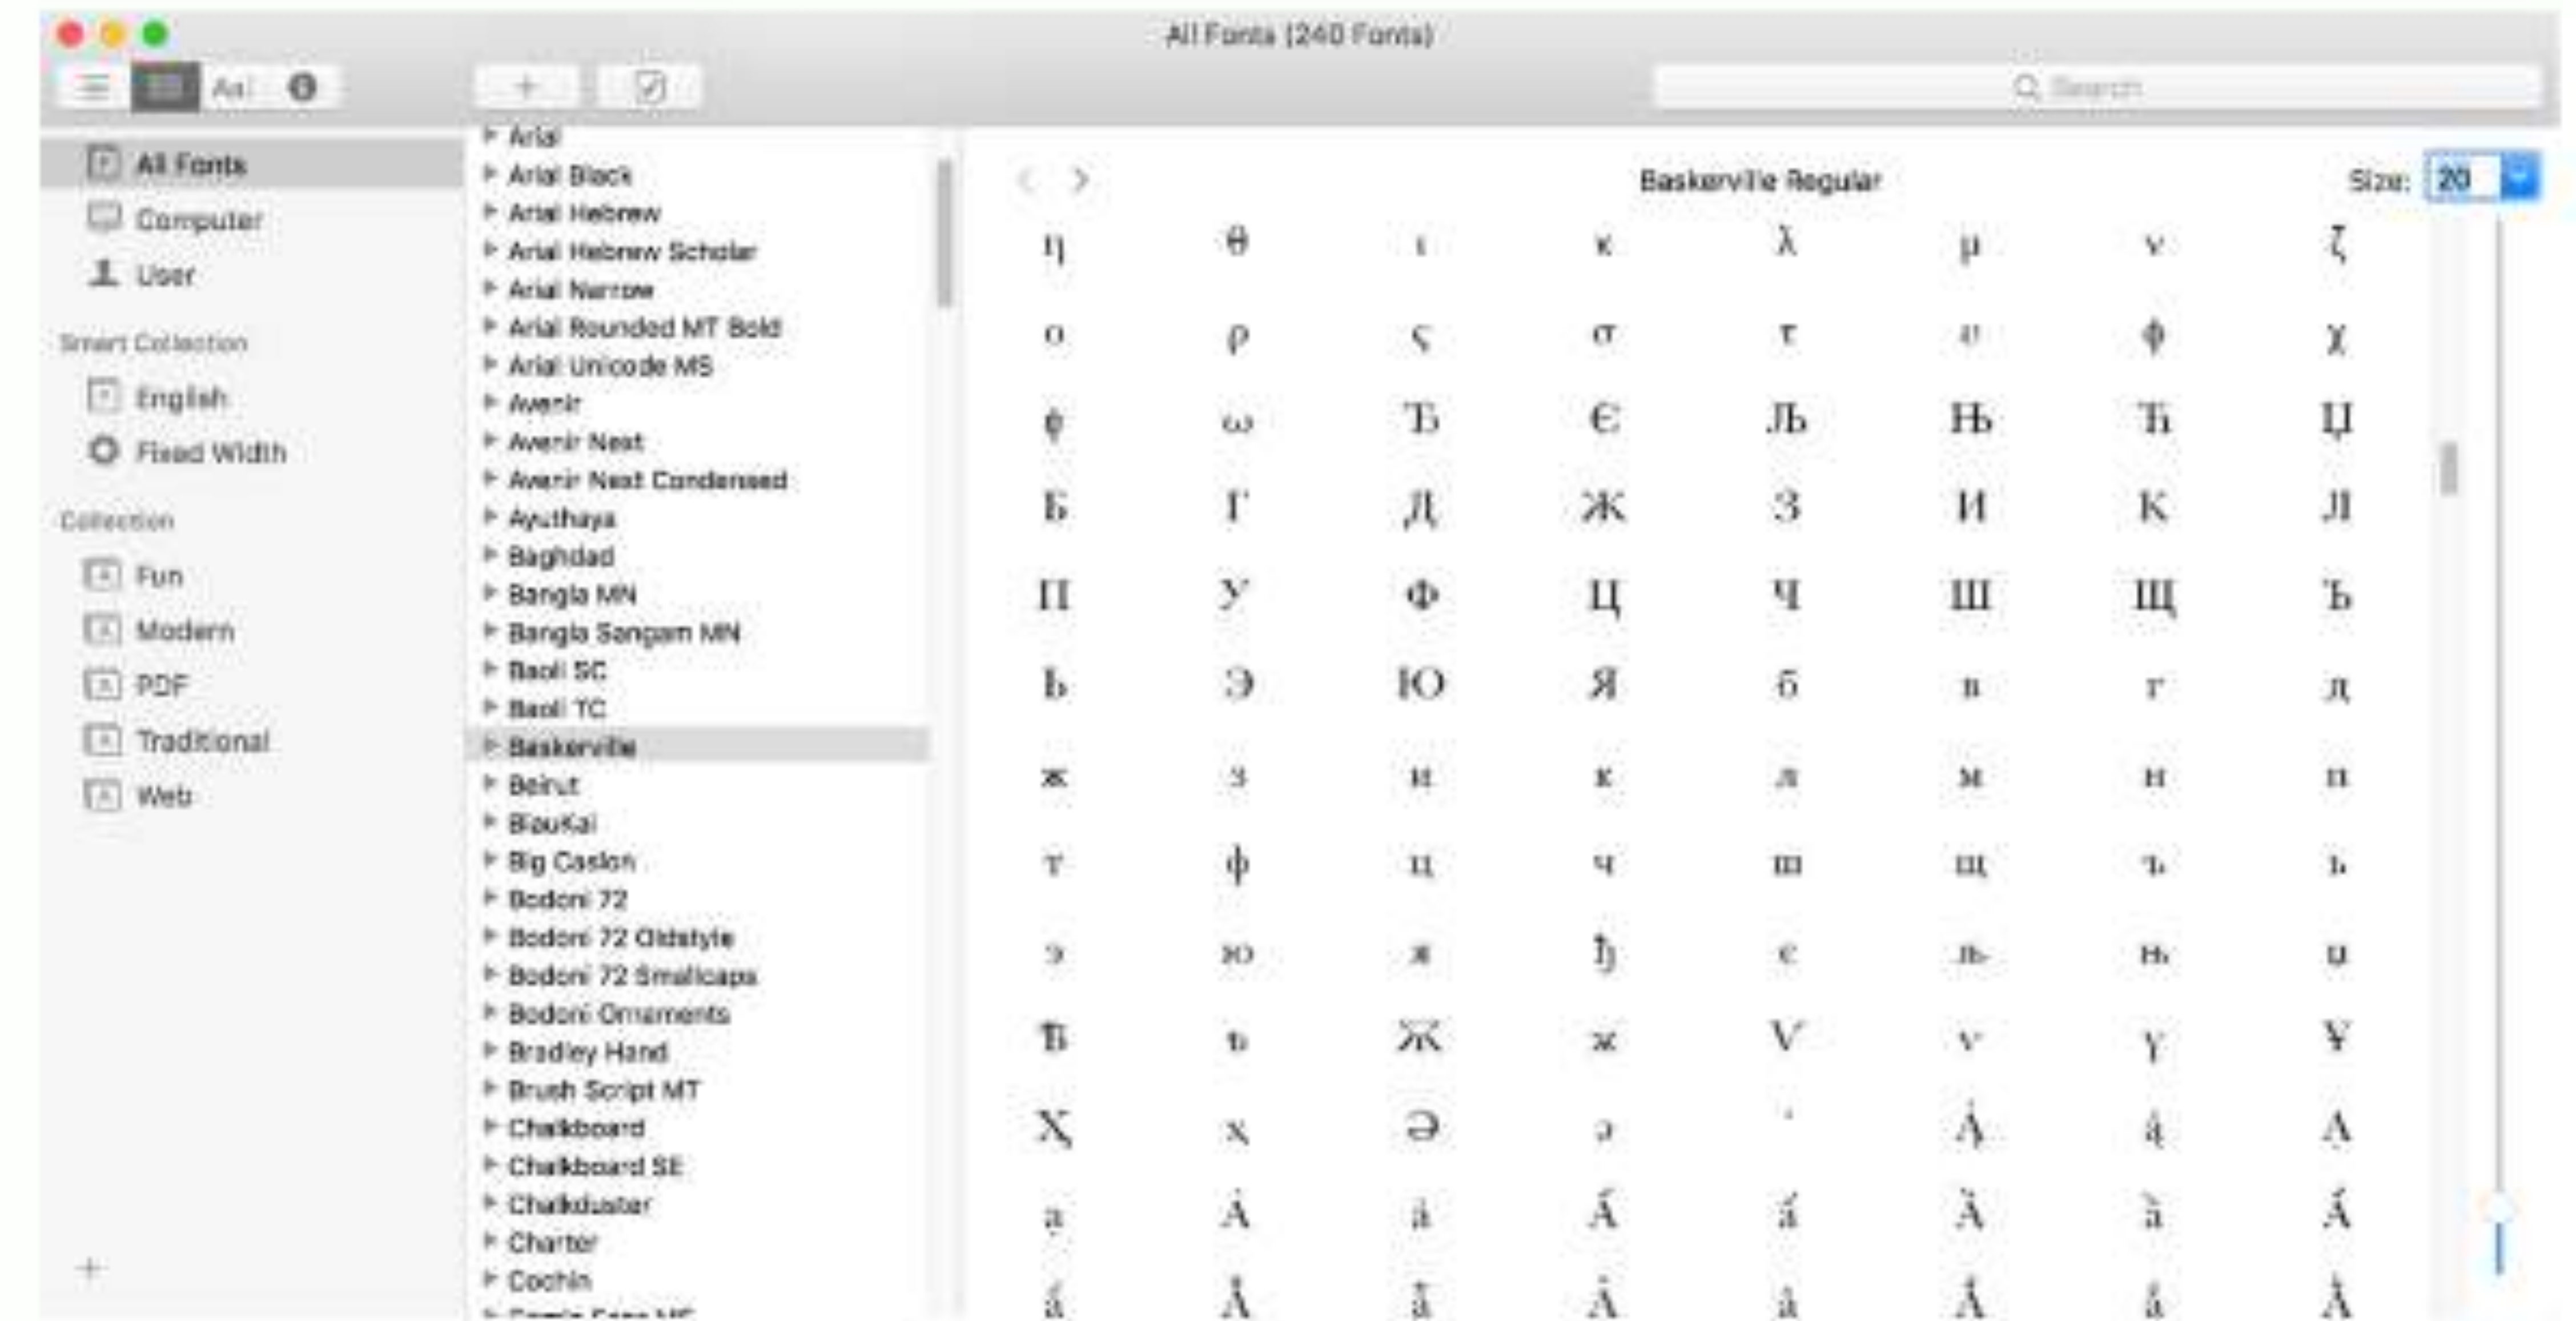 All Fonts (240 Fonts)
Aa
Search
All Fonts
Computer
User
Smart Collection
English
Fixed Width
Collection
Fun
Modern
PDF
Traditional
Web
Arial
Arial Black
Arial Hebrew
Arial Hebrew Scholar
Arial Narrow
Arial Rounded MT Bold
Arial Unicode MS
Avenir
Avenir Next
Avenir Next Condensed
Ayuthaya
Baghdad
Bangla MN
Bangla Sangam MN
Baoli SC
Baoli TC
Baskerville
Beirut
BiauKai
Big Caslon
Bodoni 72
Bodoni 72 Oldstyle
Bodoni 72 Smallcaps
Bodoni Ornaments
Bradley Hand
Brush Script MT
Chalkboard
Chalkboard SE
Chalkduster
Charter
Cochin
Baskerville Regular
Size: 20
η θ ι κ λ μ ν ζ
ο ρ ς σ τ υ φ χ
ω Ђ Є Љ Њ Ћ Џ
Б Г Д Ж З И К Л
П У Ф Ц Ч Ш Щ Ъ
Ь Э Ю Я б в г д
ж з и к л м н п
т ф ц ч ш щ ъ ь
э ю я ђ є љ њ џ
Ѵ ѵ
Ә ә